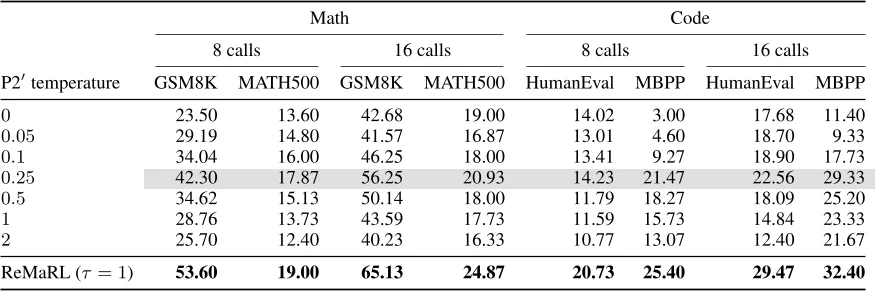 Math Code
8 calls 16 calls 8 calls 16 calls
P2′ temperature GSM8K MATH500 GSM8K MATH500 HumanEval MBPP HumanEval MBPP
0 23.50 13.60 42.68 19.00 14.02 3.00 17.68 11.40
0.05 29.19 14.80 41.57 16.87 13.01 4.60 18.70 9.33
0.1 34.04 16.00 46.25 18.00 13.41 9.27 18.90 17.73
0.25 42.30 17.87 56.25 20.93 14.23 21.47 22.56 29.33
0.5 34.62 15.13 50.14 18.00 11.79 18.27 18.09 25.20
1 28.76 13.73 43.59 17.73 11.59 15.73 14.84 23.33
2 25.70 12.40 40.23 16.33 10.77 13.07 12.40 21.67
ReMaRL (τ = 1) 53.60 19.00 65.13 24.87 20.73 25.40 29.47 32.40